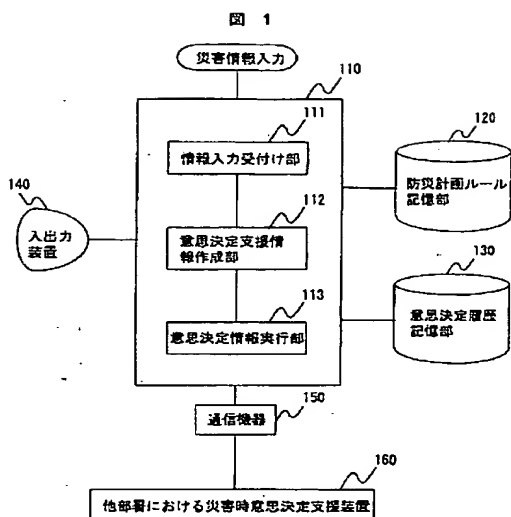 図 1
災害情報入力
110
111
情報入力受付け部
120
防災計画ルール
記憶部
140
入出力
装置
112
意思決定支援情
報作成部
130
意思決定履歴
記憶部
113
意思決定情報実行部
150
通信機器
160
他部署における災害時意思決定支援装置